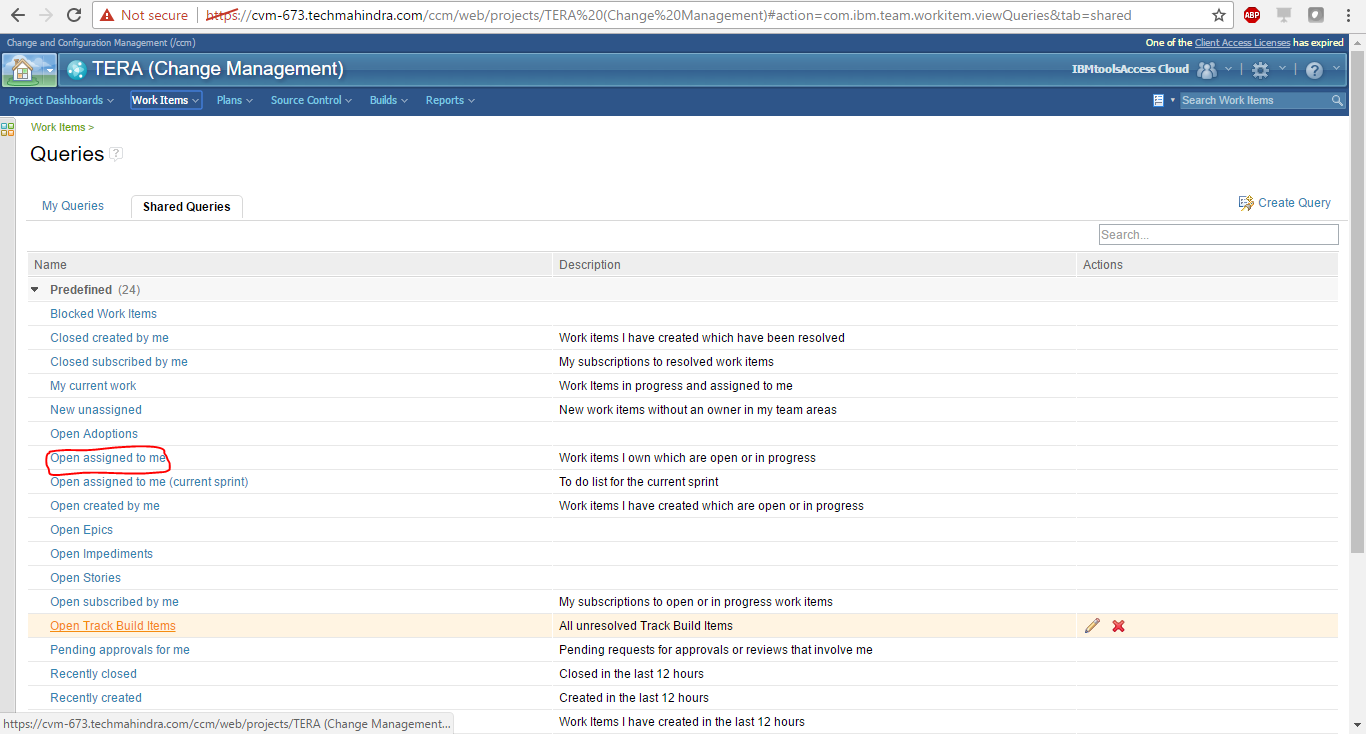 Not secure https://cvm-673.techmahindra.com/ccm/web/projects/TERA%20(Change%20Management)#action=com.ibm.team.workitem.viewQueries&tab=shared ABP
Change and Configuration Management (/ccm) One of the Client Access Licenses has expired
TERA (Change Management) IBMtoolsAccess Cloud
Project Dashboards Work Items Plans Source Control Builds Reports Search Work Items
Work Items >
Queries ?
My Queries Shared Queries Create Query
Search...
Name Description Actions
Predefined (24)
Blocked Work Items
Closed created by me Work items I have created which have been resolved
Closed subscribed by me My subscriptions to resolved work items
My current work Work Items in progress and assigned to me
New unassigned New work items without an owner in my team areas
Open Adoptions
Open assigned to me Work items I own which are open or in progress
Open assigned to me (current sprint) To do list for the current sprint
Open created by me Work items I have created which are open or in progress
Open Epics
Open Impediments
Open Stories
Open subscribed by me My subscriptions to open or in progress work items
Open Track Build Items All unresolved Track Build Items
Pending approvals for me Pending requests for approvals or reviews that involve me
Recently closed Closed in the last 12 hours
Recently created Created in the last 12 hours
https://cvm-673.techmahindra.com/ccm/web/projects/TERA (Change Management... Work Items I have created in the last 12 hours